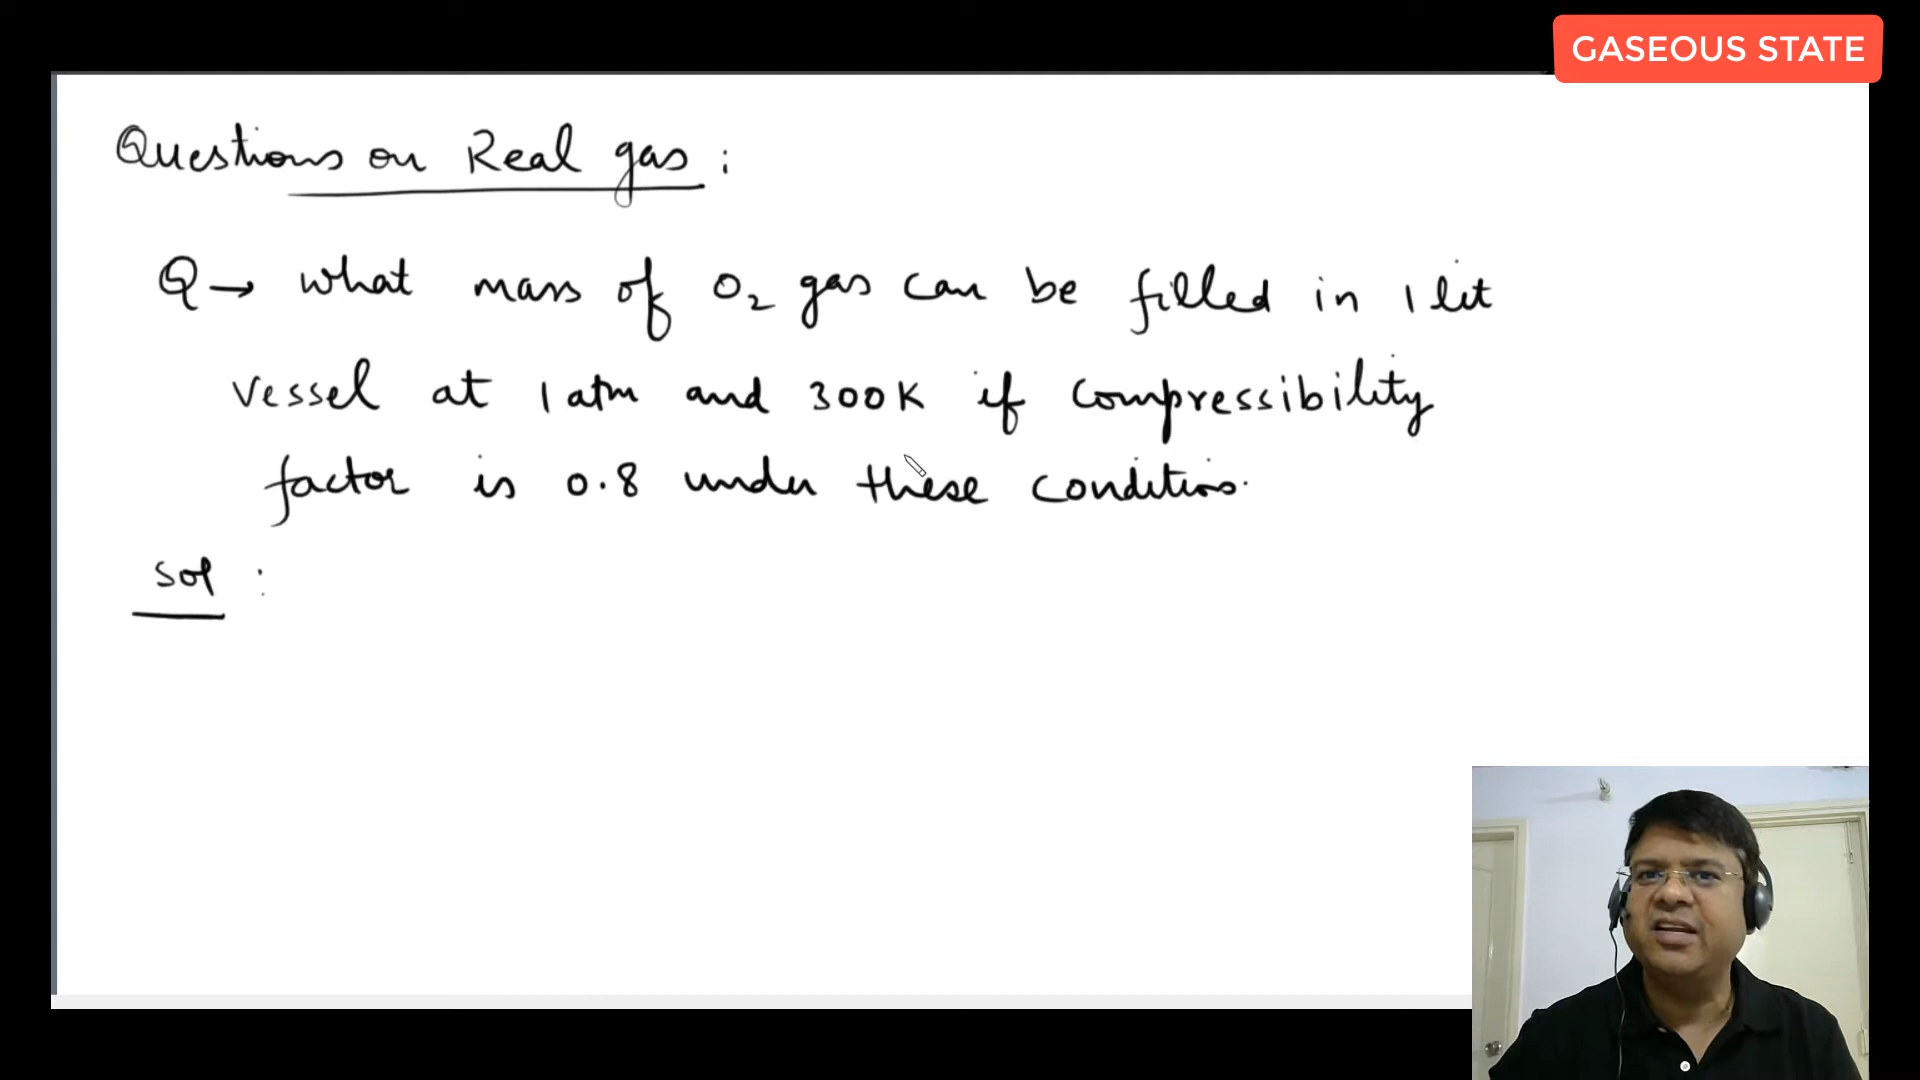 GASEOUS STATE
Questions on Real gas :
Q → what mass of O₂ gas can be filled in 1 lit
vessel at 1 atm and 300K if compressibility
factor is 0.8 under these conditions.
Sol :